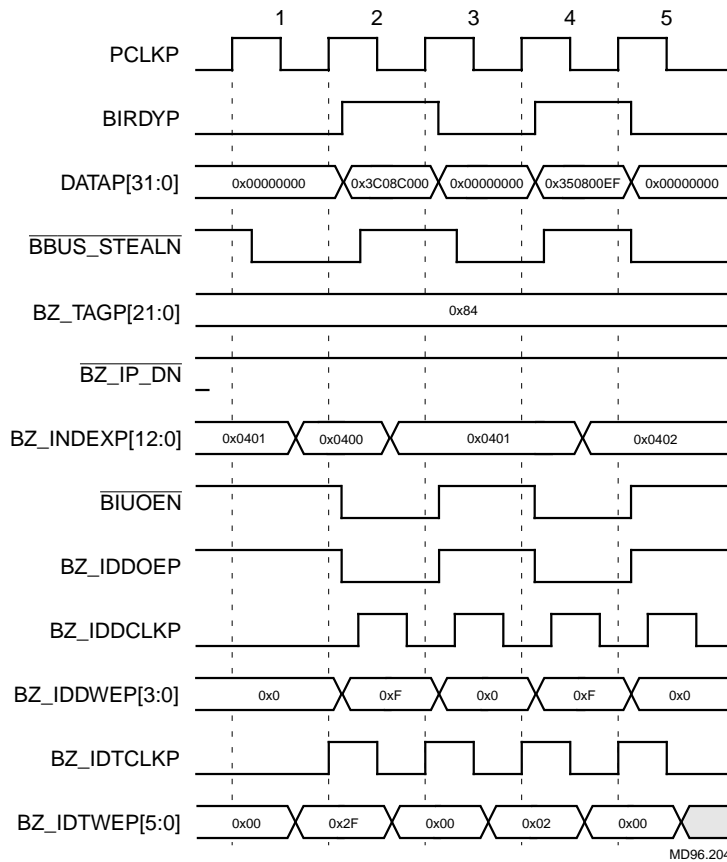 1 2 3 4 5
PCLKP
BIRDYP
DATAP[31:0] 0x00000000 0x3C08C000 0x00000000 0x350800EF 0x00000000
BBUS_STEALN
BZ_TAGP[21:0] 0x84
BZ_IP_DN
BZ_INDEXP[12:0] 0x0401 0x0400 0x0401 0x0402
BIUOEN
BZ_IDDOEP
BZ_IDDCLKP
BZ_IDDWEP[3:0] 0x0 0xF 0x0 0xF 0x0
BZ_IDTCLKP
BZ_IDTWEP[5:0] 0x00 0x2F 0x00 0x02 0x00
MD96.204